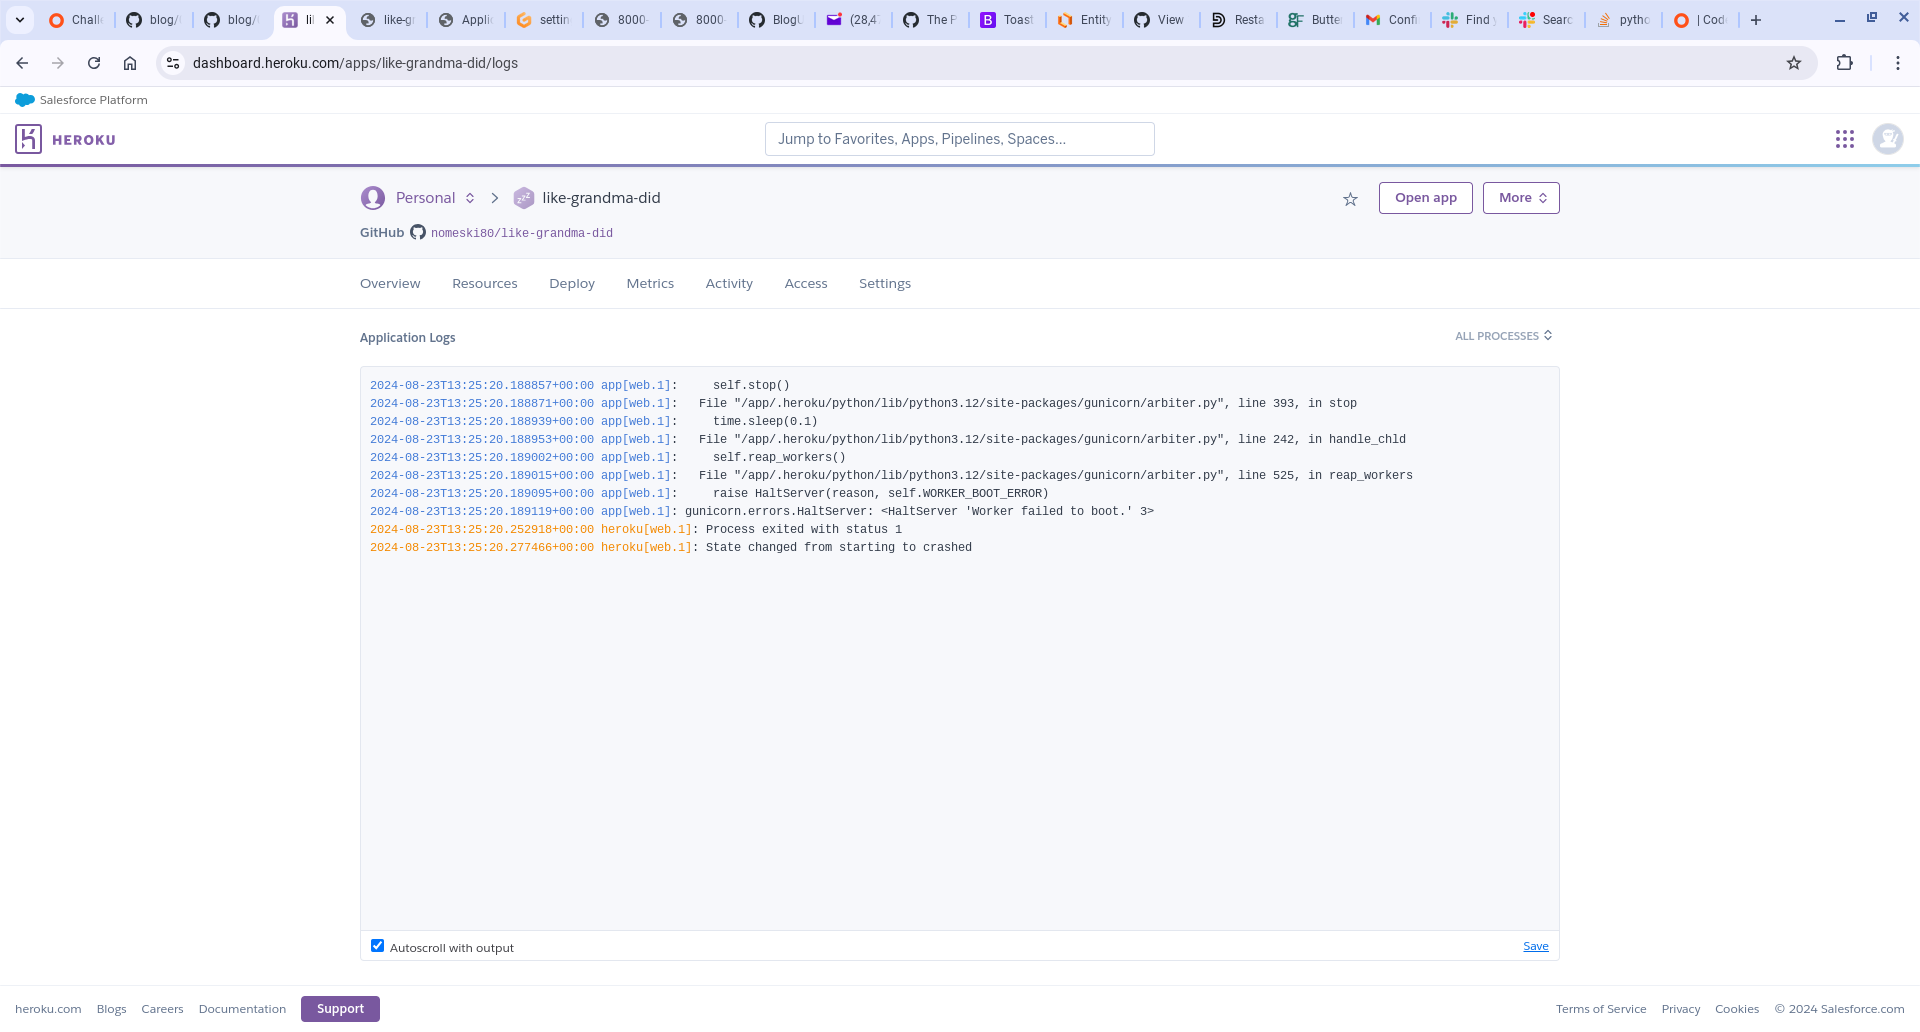 Chall
blog/
blog/
li
like-gr
Applic
settin
8000-
8000-
BlogU
(28,4
The P
Toast
Entity
View
Resta
Butte
Confi
Find
Searc
pytho
| Cod
dashboard.heroku.com/apps/like-grandma-did/logs
Salesforce Platform
HEROKU
Jump to Favorites, Apps, Pipelines, Spaces...
Personal
like-grandma-did
Open app
More
GitHub nomeski80/like-grandma-did
Overview Resources Deploy Metrics Activity Access Settings
Application Logs
ALL PROCESSES
2024-08-23T13:25:20.188857+00:00 app[web.1]:     self.stop()
2024-08-23T13:25:20.188871+00:00 app[web.1]:   File "/app/.heroku/python/lib/python3.12/site-packages/gunicorn/arbiter.py", line 393, in stop
2024-08-23T13:25:20.188939+00:00 app[web.1]:     time.sleep(0.1)
2024-08-23T13:25:20.188953+00:00 app[web.1]:   File "/app/.heroku/python/lib/python3.12/site-packages/gunicorn/arbiter.py", line 242, in handle_chld
2024-08-23T13:25:20.189002+00:00 app[web.1]:     self.reap_workers()
2024-08-23T13:25:20.189015+00:00 app[web.1]:   File "/app/.heroku/python/lib/python3.12/site-packages/gunicorn/arbiter.py", line 525, in reap_workers
2024-08-23T13:25:20.189095+00:00 app[web.1]:     raise HaltServer(reason, self.WORKER_BOOT_ERROR)
2024-08-23T13:25:20.189119+00:00 app[web.1]: gunicorn.errors.HaltServer: <HaltServer 'Worker failed to boot.' 3>
2024-08-23T13:25:20.252918+00:00 heroku[web.1]: Process exited with status 1
2024-08-23T13:25:20.277466+00:00 heroku[web.1]: State changed from starting to crashed
Autoscroll with output
Save
heroku.com Blogs Careers Documentation Support
Terms of Service Privacy Cookies © 2024 Salesforce.com